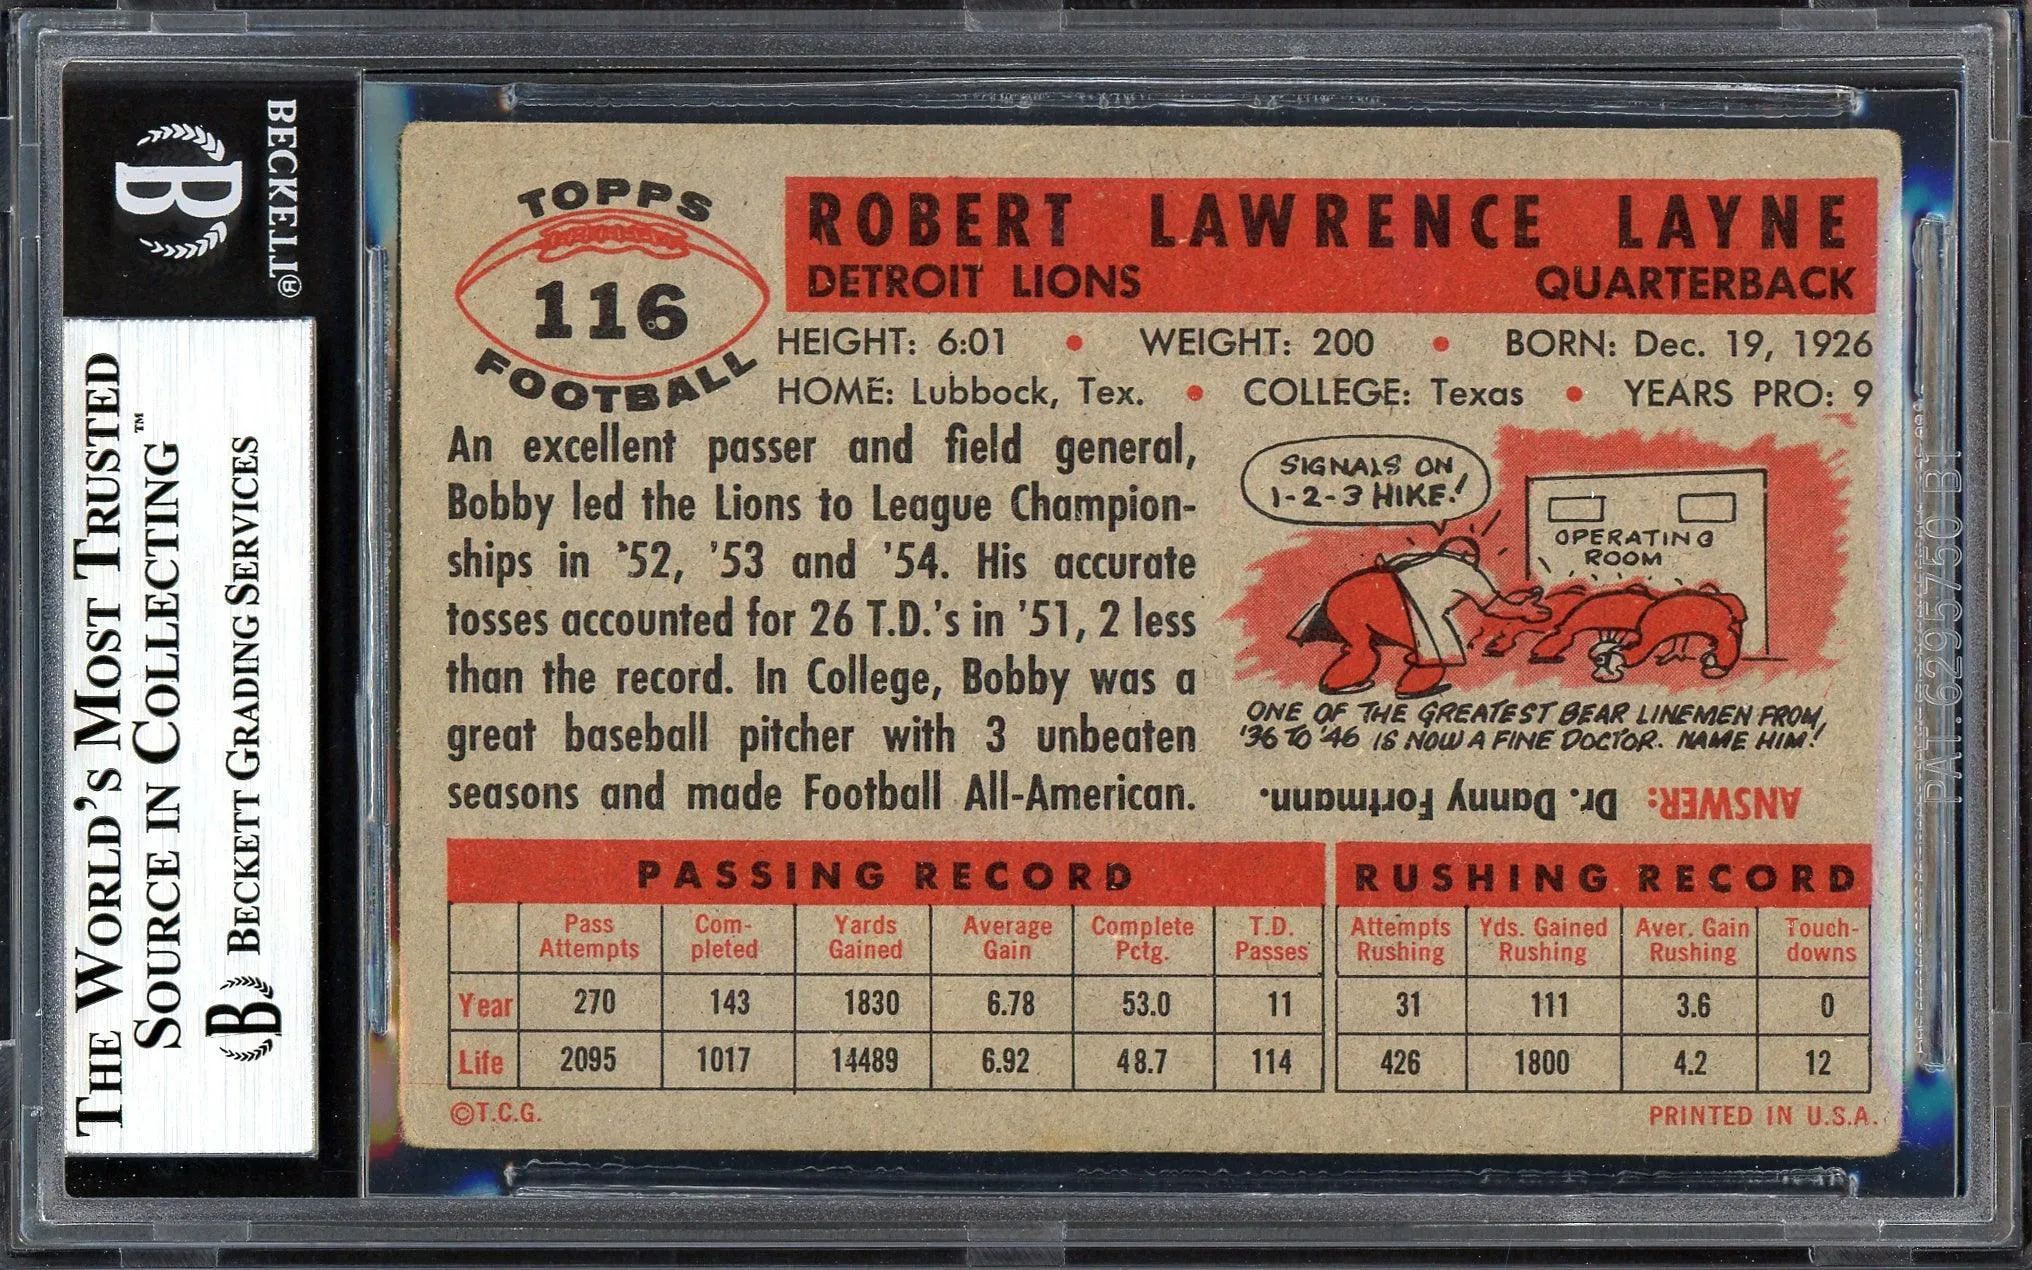 BECKETT®
B
THE WORLD'S MOST TRUSTED
SOURCE IN COLLECTING™
B BECKETT GRADING SERVICES
TOPPS
116
FOOTBALL
ROBERT LAWRENCE LAYNE
DETROIT LIONS QUARTERBACK
HEIGHT: 6:01 • WEIGHT: 200 • BORN: Dec. 19, 1926
HOME: Lubbock, Tex. • COLLEGE: Texas • YEARS PRO: 9
An excellent passer and field general,
Bobby led the Lions to League Champion-
ships in '52, '53 and '54. His accurate
tosses accounted for 26 T.D.'s in '51, 2 less
than the record. In College, Bobby was a
great baseball pitcher with 3 unbeaten
seasons and made Football All-American.
SIGNALS ON
1-2-3 HIKE!
OPERATING
ROOM
ONE OF THE GREATEST BEAR LINEMEN FROM,
'36 TO '46 IS NOW A FINE DOCTOR. NAME HIM!
ANSWER: Dr. Danny Fortmann.
PASSING RECORD
Pass Attempts Com-pleted Yards Gained Average Gain Complete Pctg. T.D. Passes
Year 270 143 1830 6.78 53.0 11
Life 2095 1017 14489 6.92 48.7 114
RUSHING RECORD
Attempts Rushing Yds. Gained Rushing Aver. Gain Rushing Touch-downs
31 111 3.6 0
426 1800 4.2 12
©T.C.G.
PRINTED IN U.S.A.
PAT. 6295750 B1